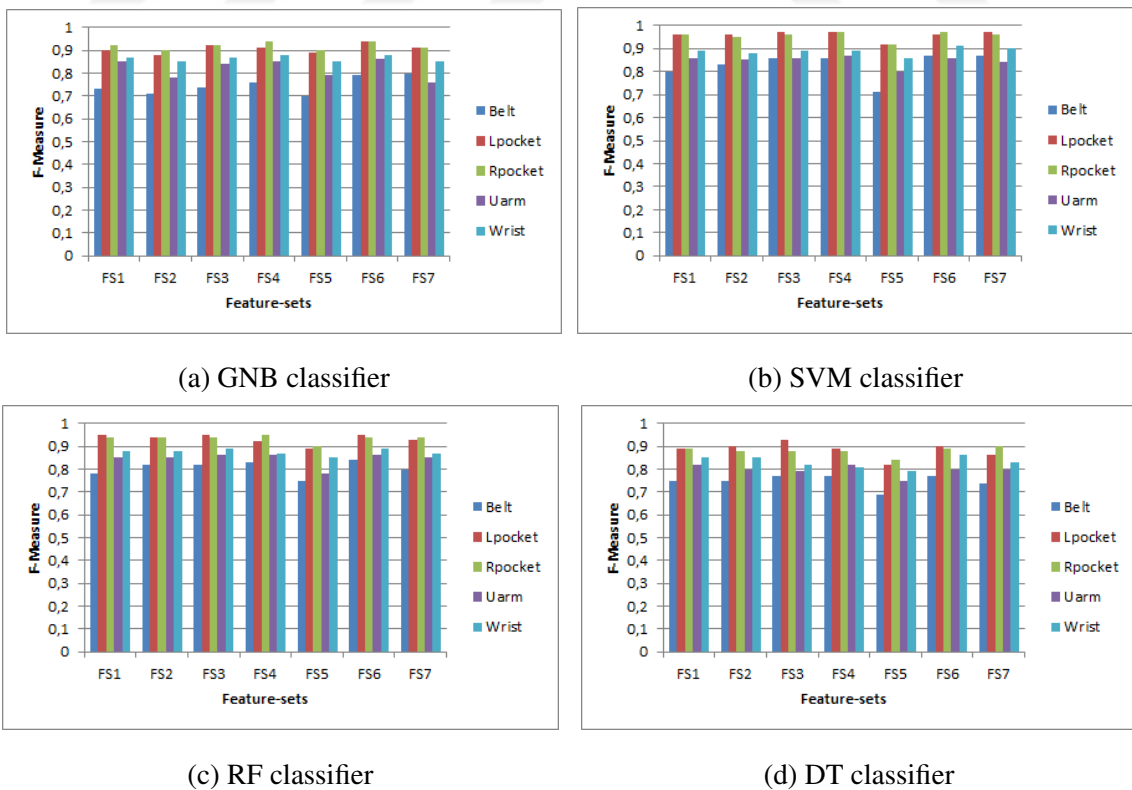 1
0,9
0,8
0,7
0,6
0,5
0,4
0,3
0,2
0,1
0
F-Measure
FS1 FS2 FS3 FS4 FS5 FS6 FS7
Feature-sets
Belt
Lpocket
Rpocket
Uarm
Wrist
(a) GNB classifier
1
0,9
0,8
0,7
0,6
0,5
0,4
0,3
0,2
0,1
0
F-Measure
FS1 FS2 FS3 FS4 FS5 FS6 FS7
Feature-sets
Belt
Lpocket
Rpocket
Uarm
Wrist
(b) SVM classifier
1
0,9
0,8
0,7
0,6
0,5
0,4
0,3
0,2
0,1
0
F-Measure
FS1 FS2 FS3 FS4 FS5 FS6 FS7
Feature-sets
Belt
Lpocket
Rpocket
Uarm
Wrist
(c) RF classifier
1
0,9
0,8
0,7
0,6
0,5
0,4
0,3
0,2
0,1
0
F-Measure
FS1 FS2 FS3 FS4 FS5 FS6 FS7
Feature-sets
Belt
Lpocket
Rpocket
Uarm
Wrist
(d) DT classifier